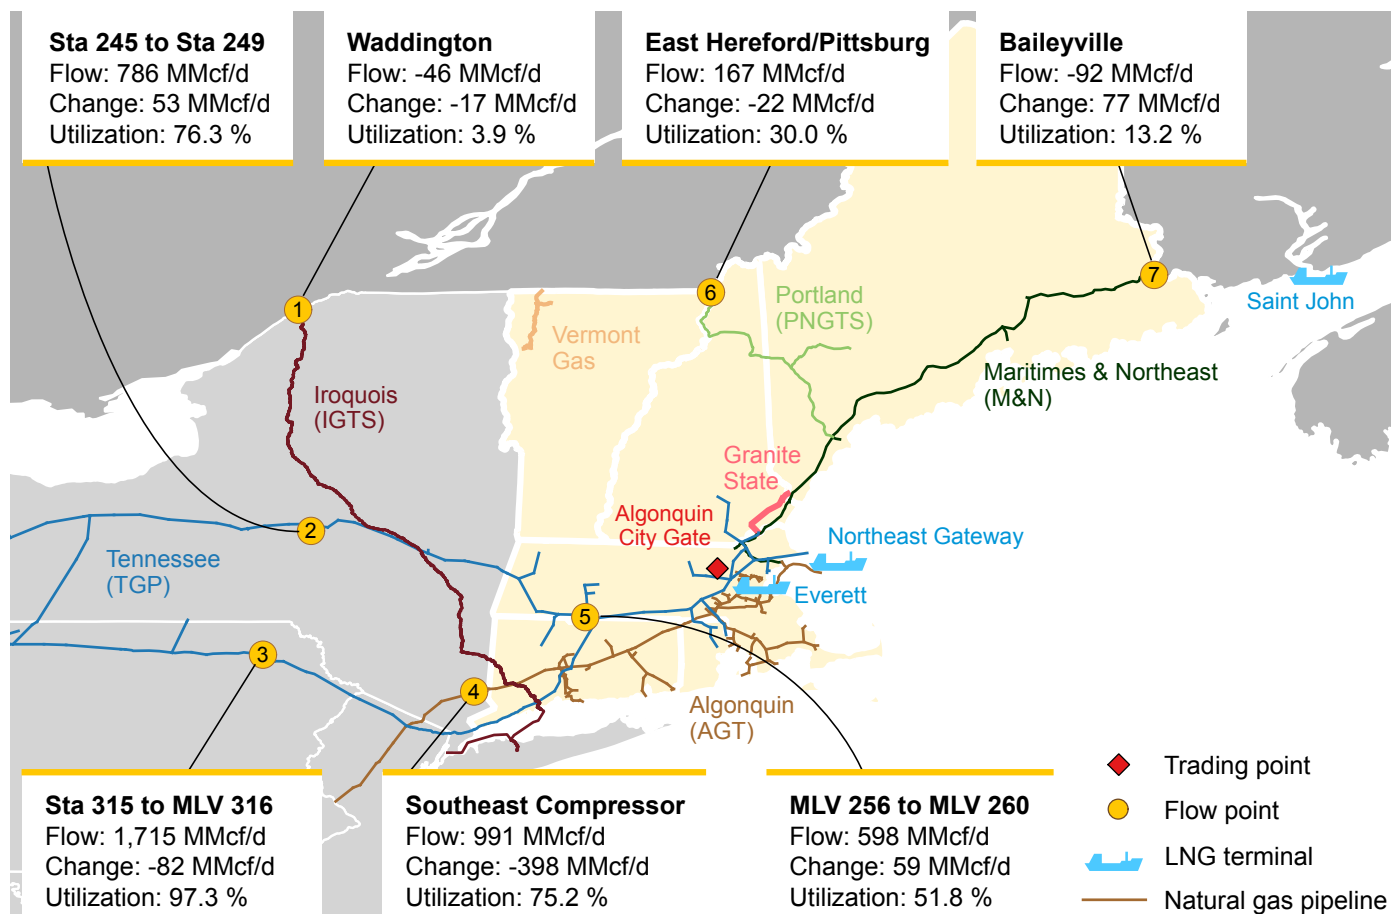 Sta 245 to Sta 249
Flow: 786 MMcf/d
Change: 53 MMcf/d
Utilization: 76.3 %
Waddington
Flow: -46 MMcf/d
Change: -17 MMcf/d
Utilization: 3.9 %
East Hereford/Pittsburg
Flow: 167 MMcf/d
Change: -22 MMcf/d
Utilization: 30.0 %
Baileyville
Flow: -92 MMcf/d
Change: 77 MMcf/d
Utilization: 13.2 %
1
6
7
Saint John
Portland
(PNGTS)
Vermont
Gas
Maritimes & Northeast
(M&N)
Iroquois
(IGTS)
Granite
State
Algonquin
City Gate
2
Northeast Gateway
Tennessee
(TGP)
Everett
5
3
4
Algonquin
(AGT)
Sta 315 to MLV 316
Flow: 1,715 MMcf/d
Change: -82 MMcf/d
Utilization: 97.3 %
Southeast Compressor
Flow: 991 MMcf/d
Change: -398 MMcf/d
Utilization: 75.2 %
MLV 256 to MLV 260
Flow: 598 MMcf/d
Change: 59 MMcf/d
Utilization: 51.8 %
Trading point
Flow point
LNG terminal
Natural gas pipeline